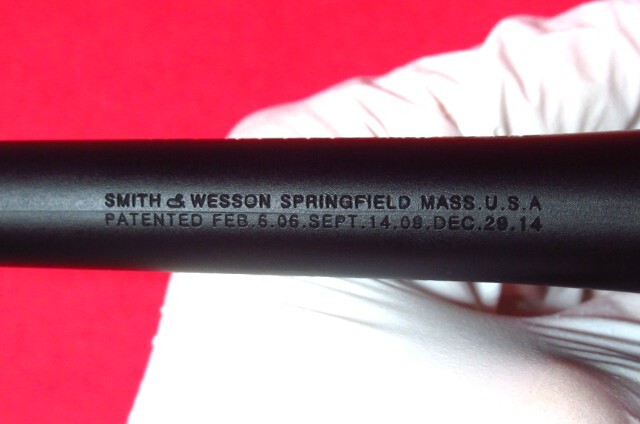 SMITH & WESSON SPRINGFIELD MASS.U.S.A
PATENTED FEB.6.06.SEPT.14.09.DEC.29.14